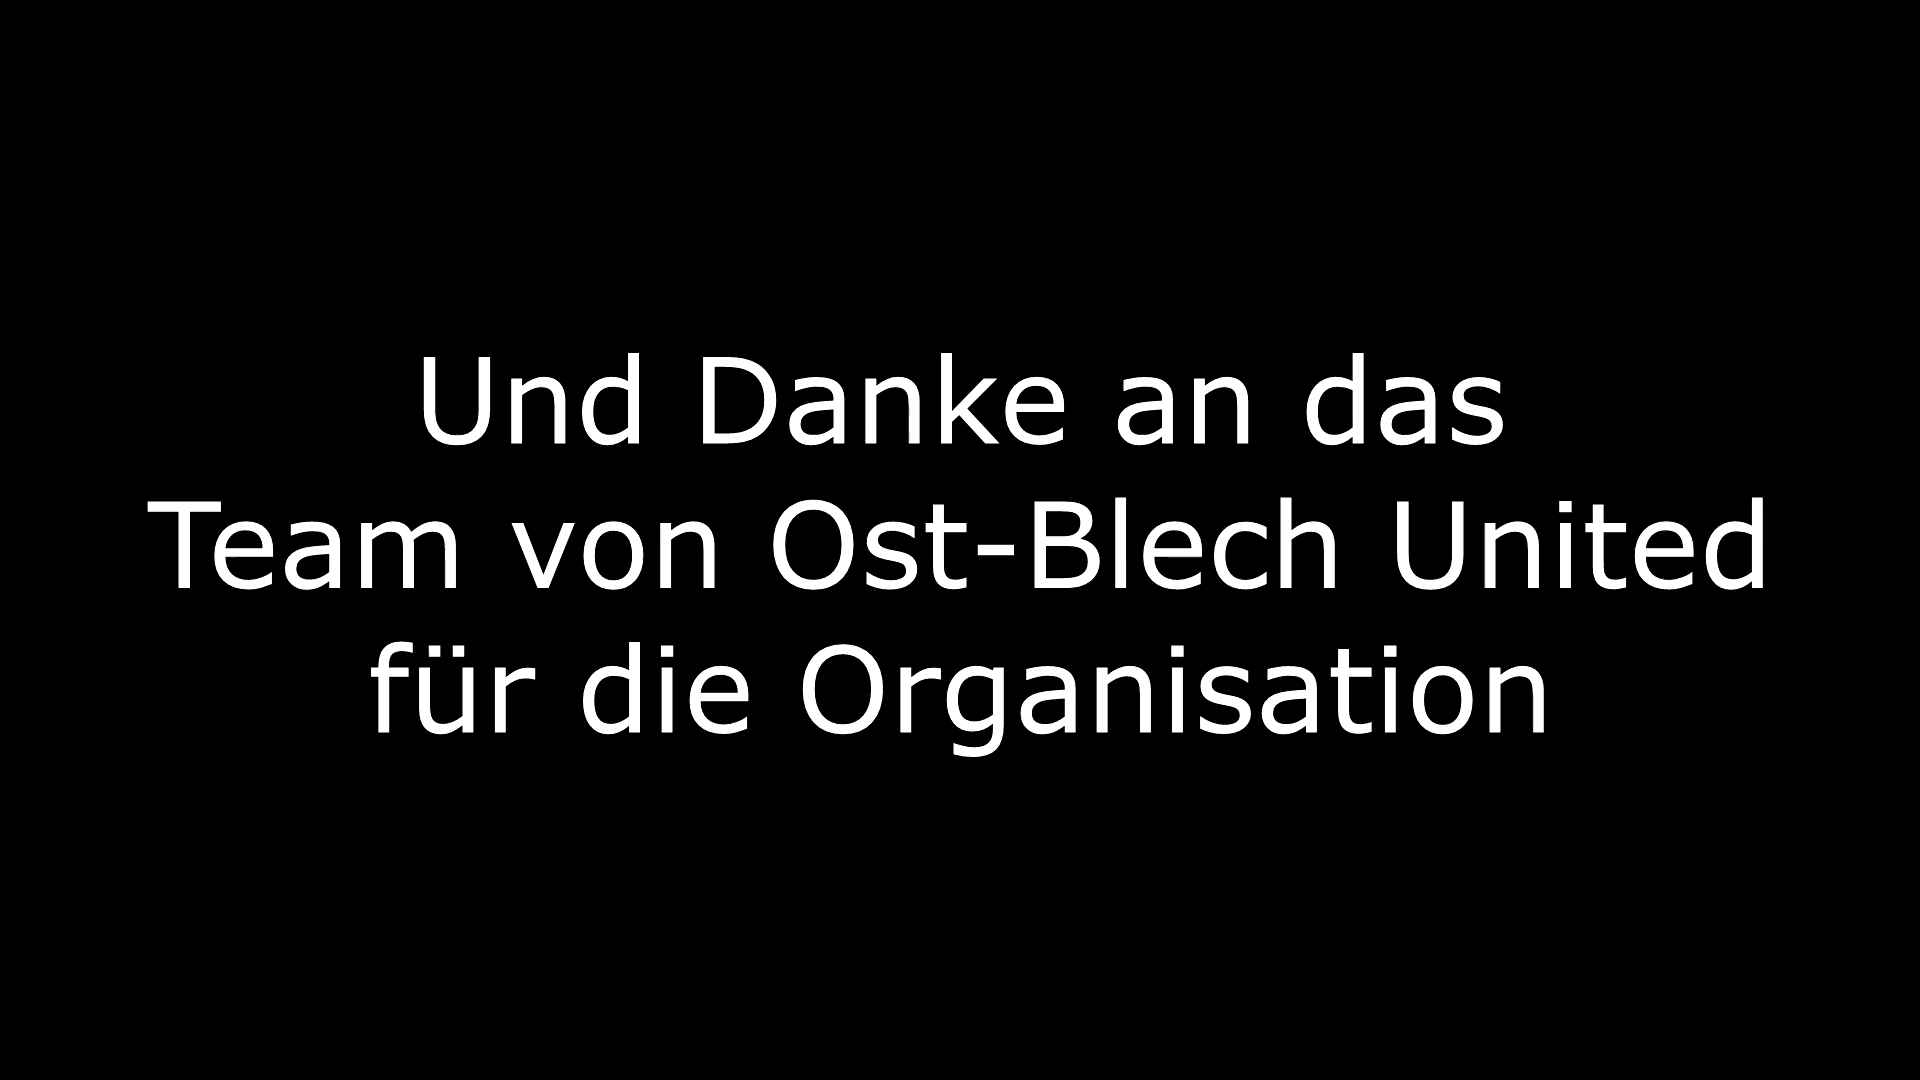 Und Danke an das
Team von Ost-Blech United
für die Organisation